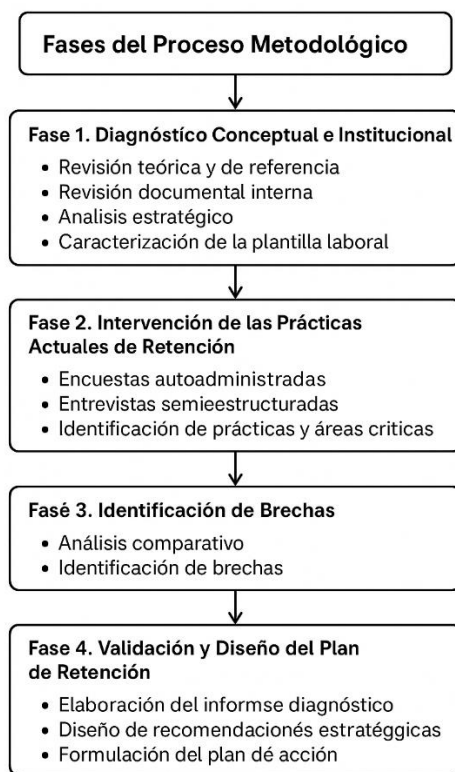 Fases del Proceso Metodológico
Fase 1. Diagnóstíco Conceptual e Institucional
• Revisión teórica y de referencia
• Revisión documental interna
• Analisis estratégico
• Caracterización de la plantilla laboral
Fase 2. Intervención de las Prácticas
Actuales de Retención
• Encuestas autoadministradas
• Entrevistas semieestructuradas
• Identificación de prácticas y áreas criticas
Fasé 3. Identificación de Brechas
• Análisis comparativo
• Identificación de brechas
Fase 4. Validación y Diseño del Plan
de Retención
• Elaboración del informse diagnóstico
• Diseño de recomendacionés estratéggicas
• Formulación del plan dé acción